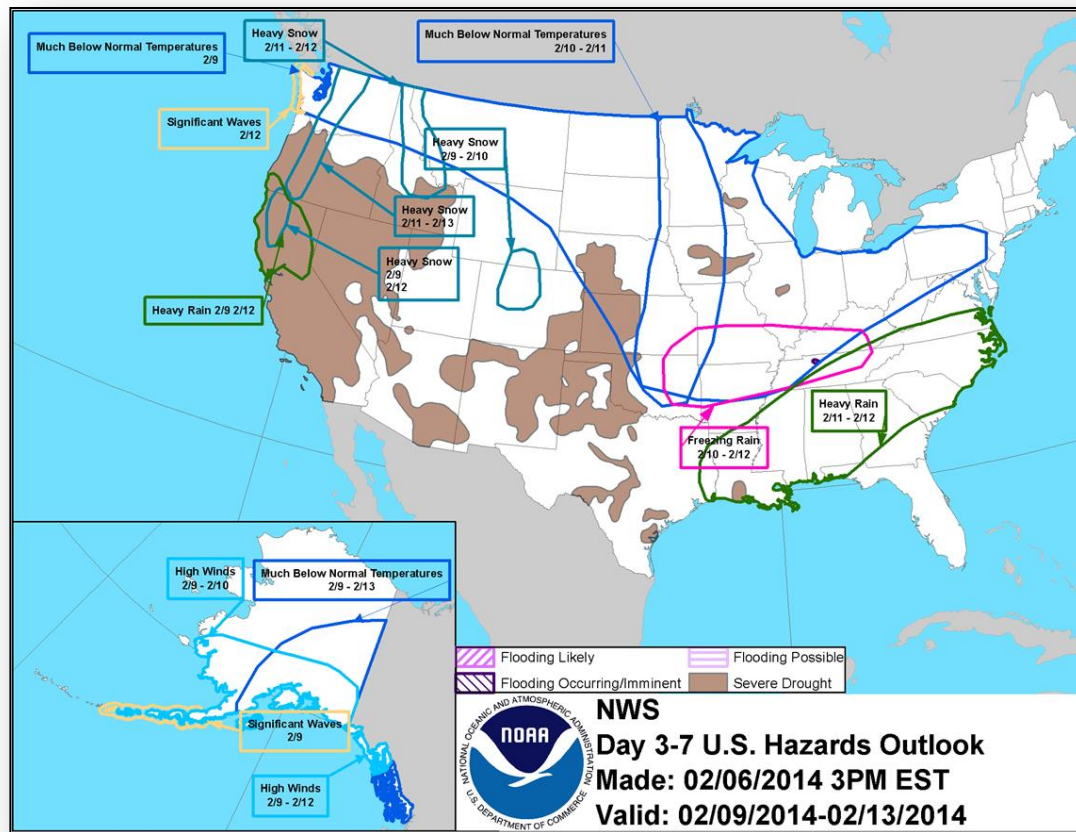 Much Below Normal Temperatures
2/9
Heavy Snow
2/11 - 2/12
Much Below Normal Temperatures
2/10 - 2/11
Significant Waves
2/12
Heavy Snow
2/9 - 2/10
Heavy Snow
2/11 - 2/13
Heavy Snow
2/9
2/12
Heavy Rain 2/9 2/12
Heavy Rain
2/11 - 2/12
Freezing Rain
2/10 - 2/12
High Winds
2/9 - 2/10
Much Below Normal Temperatures
2/9 - 2/13
Significant Waves
2/9
High Winds
2/9 - 2/12
Flooding Likely
Flooding Possible
Flooding Occurring/Imminent
Severe Drought
NATIONAL OCEANIC AND ATMOSPHERIC ADMINISTRATION
NOAA
U.S. DEPARTMENT OF COMMERCE
NWS
Day 3-7 U.S. Hazards Outlook
Made: 02/06/2014 3PM EST
Valid: 02/09/2014-02/13/2014